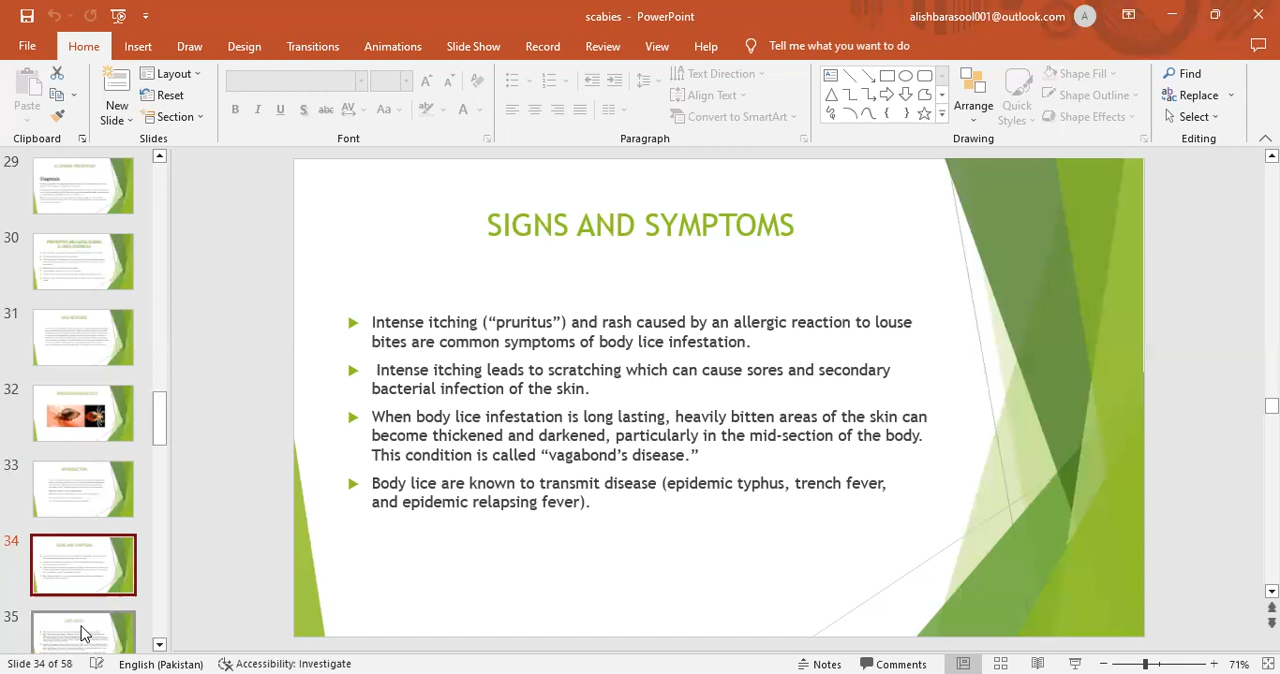 scabies - PowerPoint
alishbarasool001@outlook.com
A
File Home Insert Draw Design Transitions Animations Slide Show Record Review View Help Tell me what you want to do
Paste
New Slide
Layout
Reset
Section
Text Direction
Align Text
Convert to SmartArt
Arrange
Quick Styles
Shape Fill
Shape Outline
Shape Effects
Find
Replace
Select
Clipboard Slides Font Paragraph Drawing Editing
29
30
31
32
33
INTRODUCTION
34
SIGNS AND SYMPTOMS
35
SIGNS AND SYMPTOMS
Intense itching (“pruritus”) and rash caused by an allergic reaction to louse
bites are common symptoms of body lice infestation.
Intense itching leads to scratching which can cause sores and secondary
bacterial infection of the skin.
When body lice infestation is long lasting, heavily bitten areas of the skin can
become thickened and darkened, particularly in the mid-section of the body.
This condition is called “vagabond’s disease.”
Body lice are known to transmit disease (epidemic typhus, trench fever,
and epidemic relapsing fever).
Slide 34 of 58 English (Pakistan) Accessibility: Investigate Notes Comments 71%